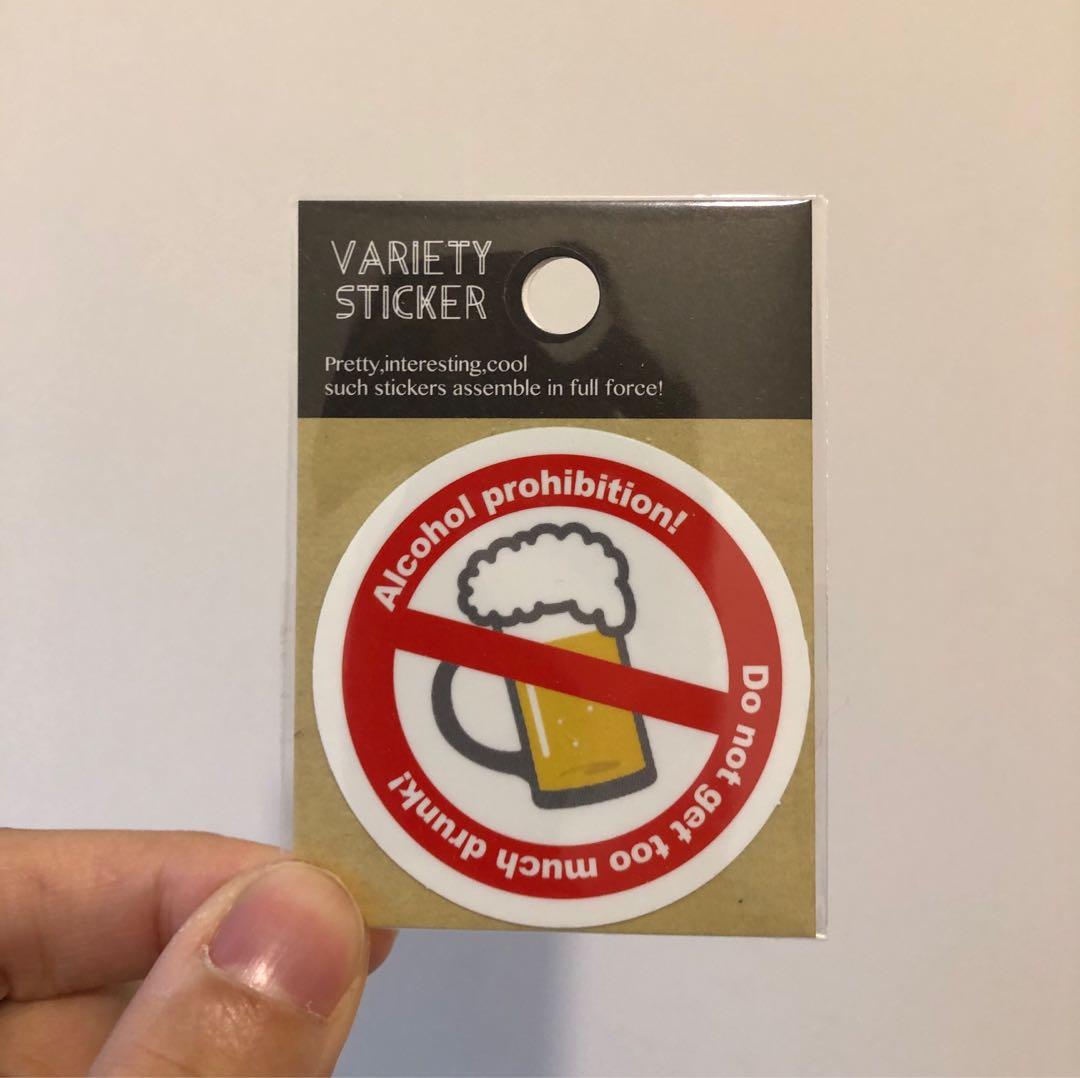 VARIETY
STICKER
Pretty,interesting,cool
such stickers assemble in full force!
Alcohol prohibition!
Do not get too much drunk!